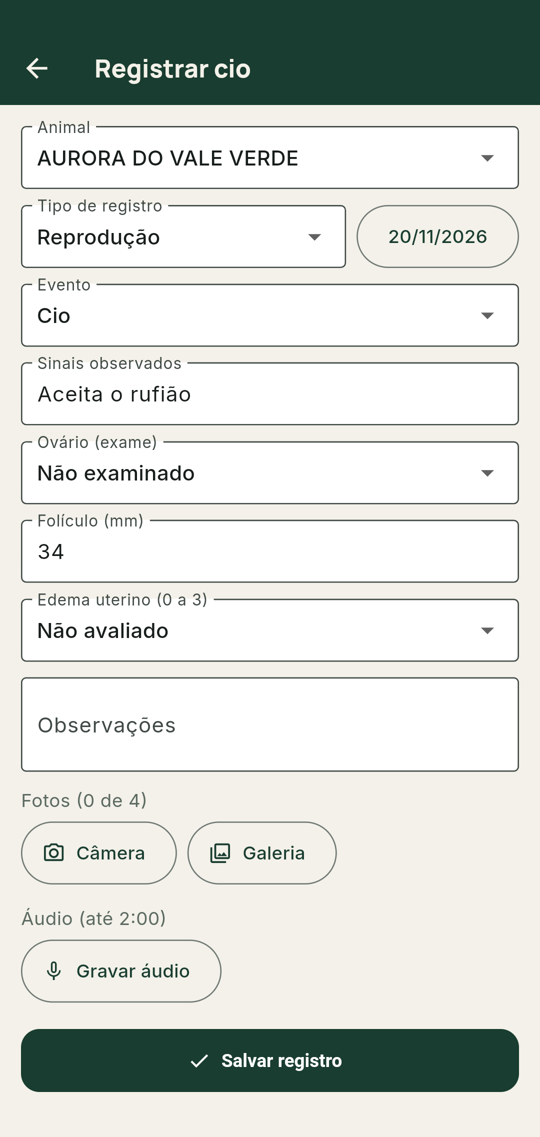 Registrar cio
Animal
AURORA DO VALE VERDE
Tipo de registro
Reprodução
20/11/2026
Evento
Cio
Sinais observados
Aceita o rufião
Ovário (exame)
Não examinado
Folículo (mm)
34
Edema uterino (0 a 3)
Não avaliado
Observações
Fotos (0 de 4)
Câmera
Galeria
Áudio (até 2:00)
Gravar áudio
Salvar registro